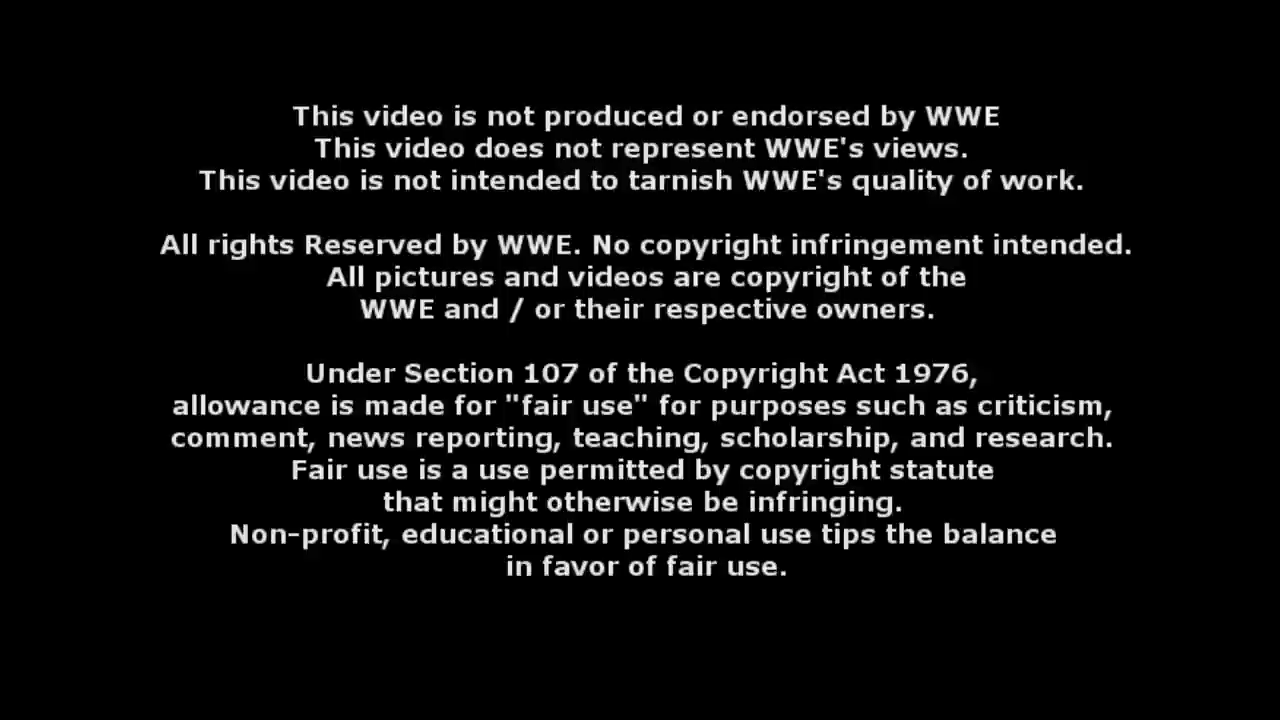 This video is not produced or endorsed by WWE
This video does not represent WWE's views.
This video is not intended to tarnish WWE's quality of work.
All rights Reserved by WWE. No copyright infringement intended.
All pictures and videos are copyright of the
WWE and / or their respective owners.
Under Section 107 of the Copyright Act 1976,
allowance is made for "fair use" for purposes such as criticism,
comment, news reporting, teaching, scholarship, and research.
Fair use is a use permitted by copyright statute
that might otherwise be infringing.
Non-profit, educational or personal use tips the balance
in favor of fair use.